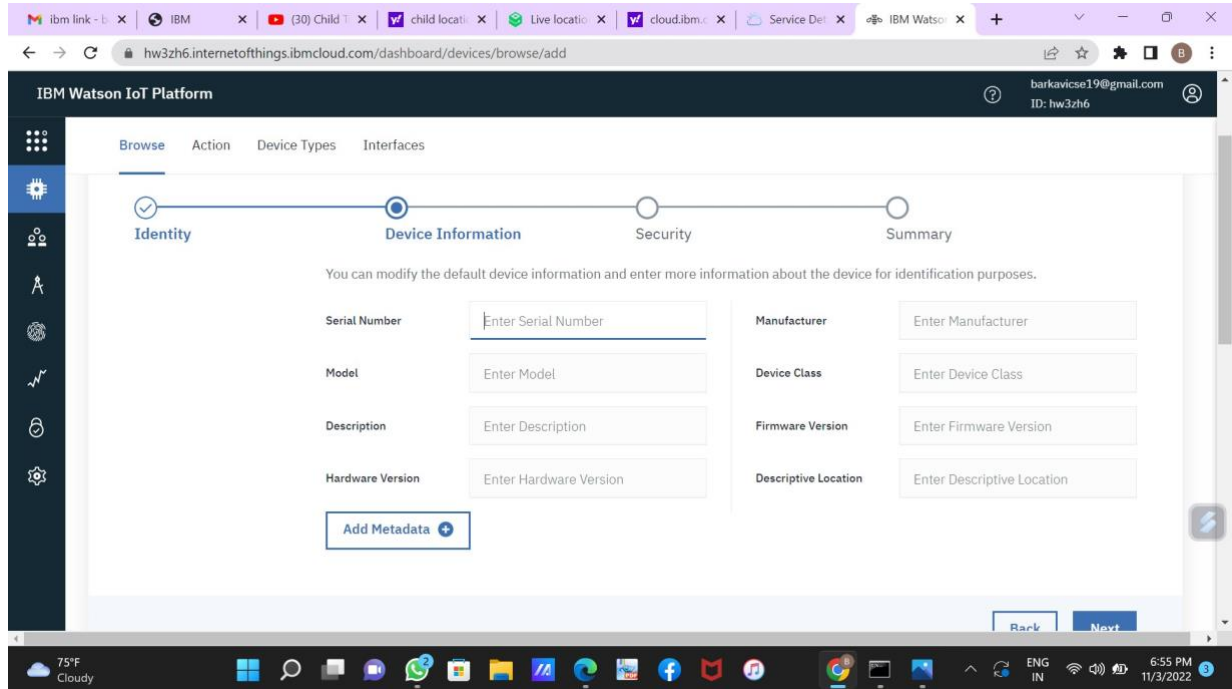 ibm link - b
IBM
(30) Child T
child locati
Live locatio
cloud.ibm.c
Service Det
IBM Watson
hw3zh6.internetofthings.ibmcloud.com/dashboard/devices/browse/add
B
IBM Watson IoT Platform
barkavicse19@gmail.com
ID: hw3zh6
Browse Action Device Types Interfaces
Identity Device Information Security Summary
You can modify the default device information and enter more information about the device for identification purposes.
Serial Number Enter Serial Number Manufacturer Enter Manufacturer
Model Enter Model Device Class Enter Device Class
Description Enter Description Firmware Version Enter Firmware Version
Hardware Version Enter Hardware Version Descriptive Location Enter Descriptive Location
Add Metadata
Back Next
75°F
Cloudy
2
ENG
IN
6:55 PM
11/3/2022
3